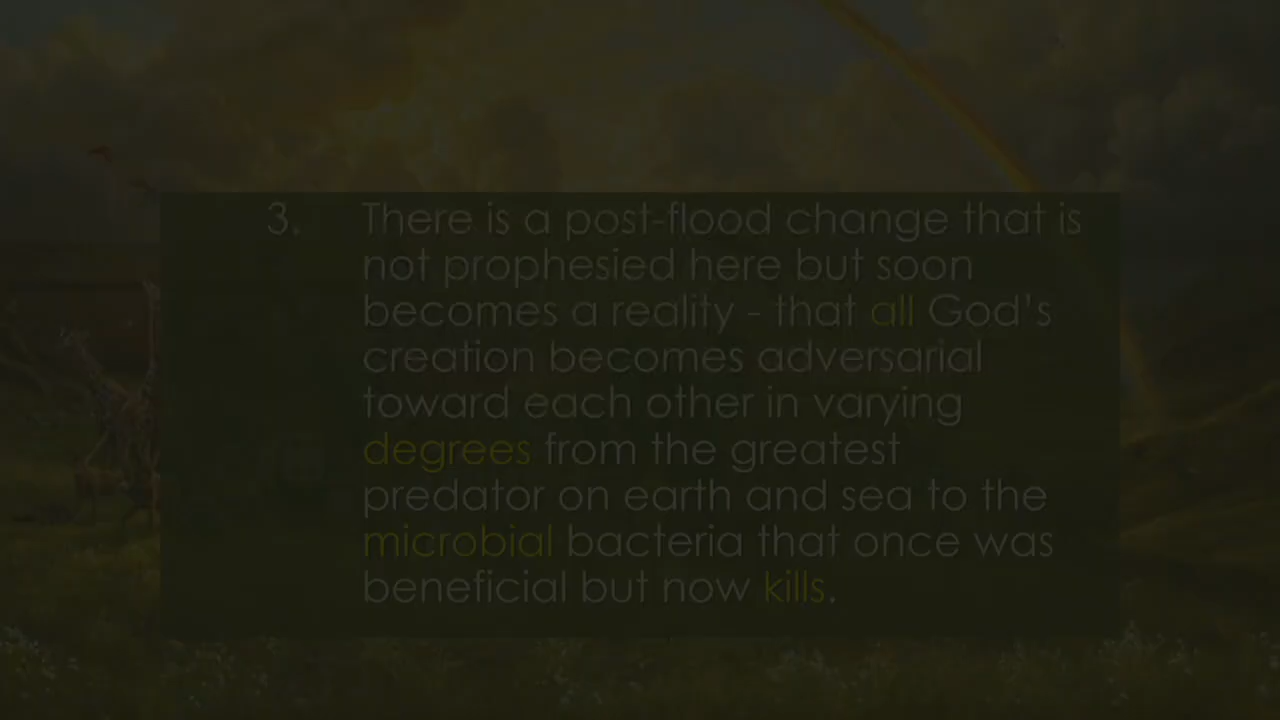 3. There is a post-flood change that is
not prophesied here but soon
becomes a reality - that all God's
creation becomes adversarial
toward each other in varying
degrees from the greatest
predator on earth and sea to the
microbial bacteria that once was
beneficial but now kills.